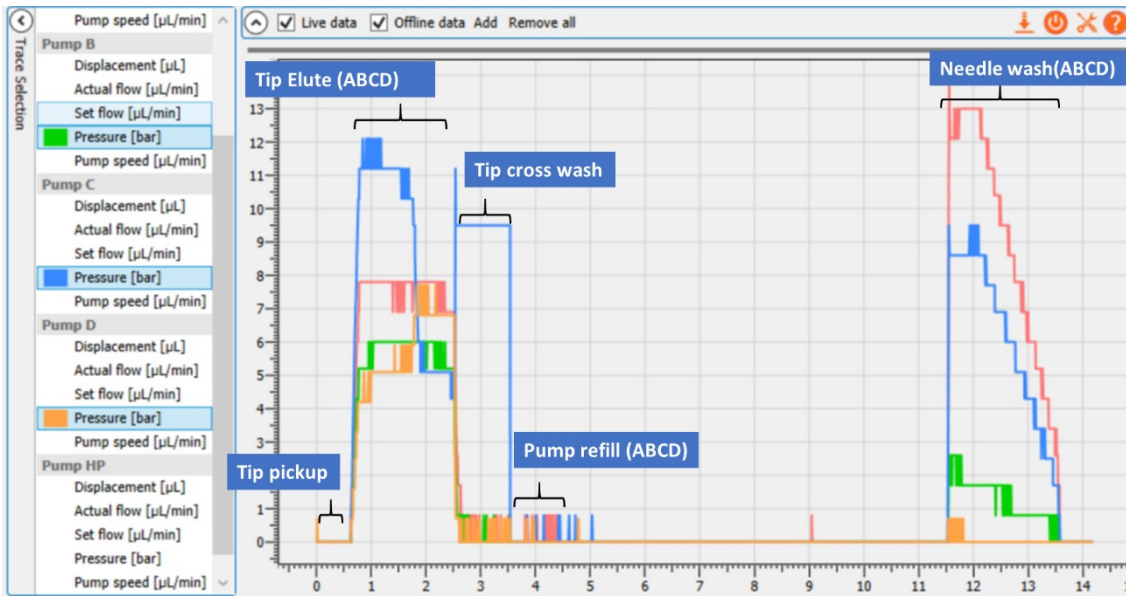 Trace Selection
Pump speed [µL/min]
Pump B
Displacement [µL]
Actual flow [µL/min]
Set flow [µL/min]
Pressure [bar]
Pump speed [µL/min]
Pump C
Displacement [µL]
Actual flow [µL/min]
Set flow [µL/min]
Pressure [bar]
Pump speed [µL/min]
Pump D
Displacement [µL]
Actual flow [µL/min]
Set flow [µL/min]
Pressure [bar]
Pump speed [µL/min]
Pump HP
Displacement [µL]
Actual flow [µL/min]
Set flow [µL/min]
Pressure [bar]
Pump speed [µL/min]
Live data Offline data Add Remove all
?
Tip Elute (ABCD)
Needle wash(ABCD)
Tip cross wash
Pump refill (ABCD)
Tip pickup
13
12
11
10
9
8
7
6
5
4
3
1
0
0 1 2 3 4 5 6 7 8 9 10 11 12 13 14